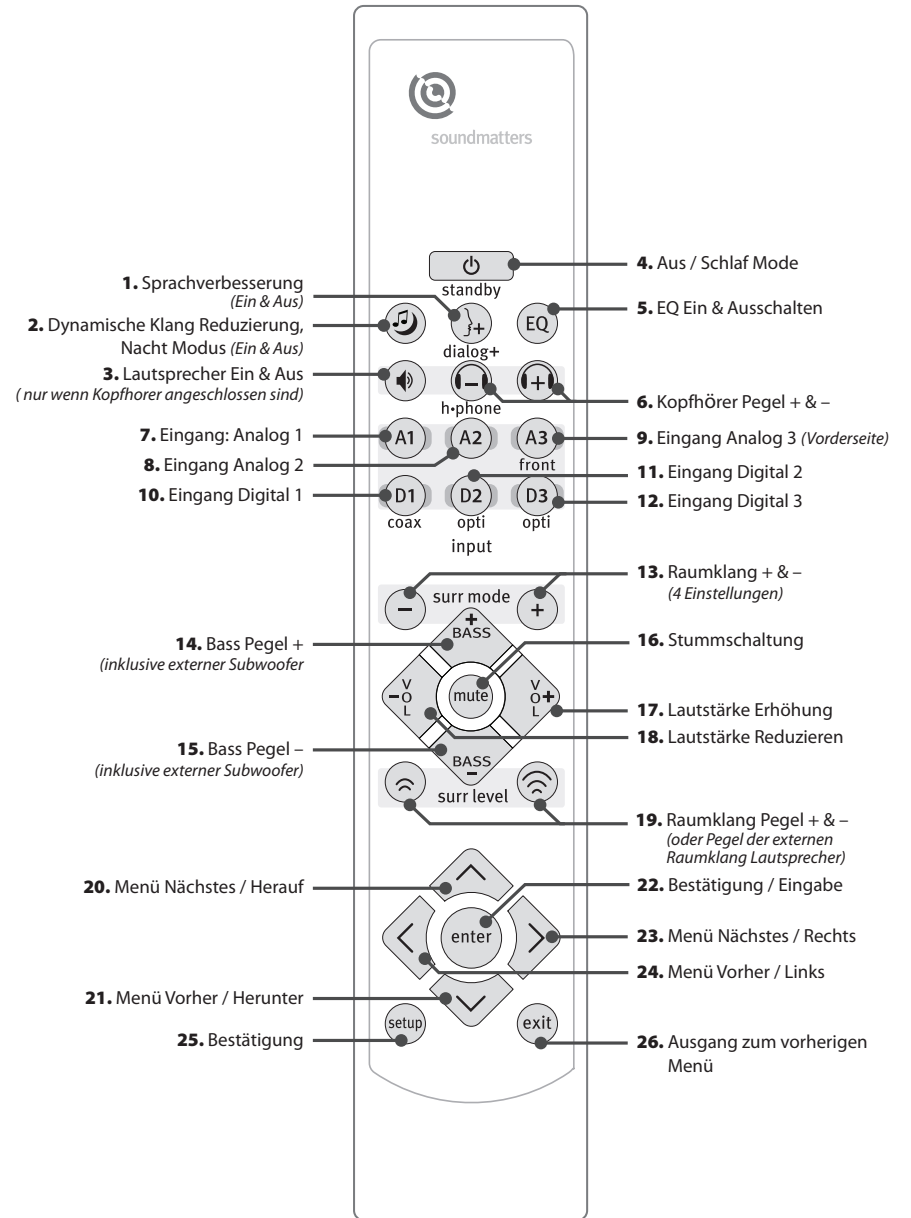 soundmatters
1. Sprachverbesserung
(Ein & Aus)
2. Dynamische Klang Reduzierung,
Nacht Modus (Ein & Aus)
3. Lautsprecher Ein & Aus
( nur wenn Kopfhorer angeschlossen sind)
4. Aus / Schlaf Mode
5. EQ Ein & Ausschalten
6. Kopfhörer Pegel + & –
standby
EQ
dialog+
h•phone
7. Eingang: Analog 1
8. Eingang Analog 2
9. Eingang Analog 3 (Vorderseite)
10. Eingang Digital 1
11. Eingang Digital 2
12. Eingang Digital 3
A1 A2 A3
front
D1 D2 D3
coax opti opti
input
13. Raumklang + & –
(4 Einstellungen)
– surr mode +
14. Bass Pegel +
(inklusive externer Subwoofer
15. Bass Pegel –
(inklusive externer Subwoofer)
16. Stummschaltung
17. Lautstärke Erhöhung
18. Lautstärke Reduzieren
+
BASS
– VOL mute VOL +
BASS
–
surr level
19. Raumklang Pegel + & –
(oder Pegel der externen
Raumklang Lautsprecher)
20. Menü Nächstes / Herauf
21. Menü Vorher / Herunter
22. Bestätigung / Eingabe
23. Menü Nächstes / Rechts
24. Menü Vorher / Links
enter
setup exit
25. Bestätigung
26. Ausgang zum vorherigen
Menü